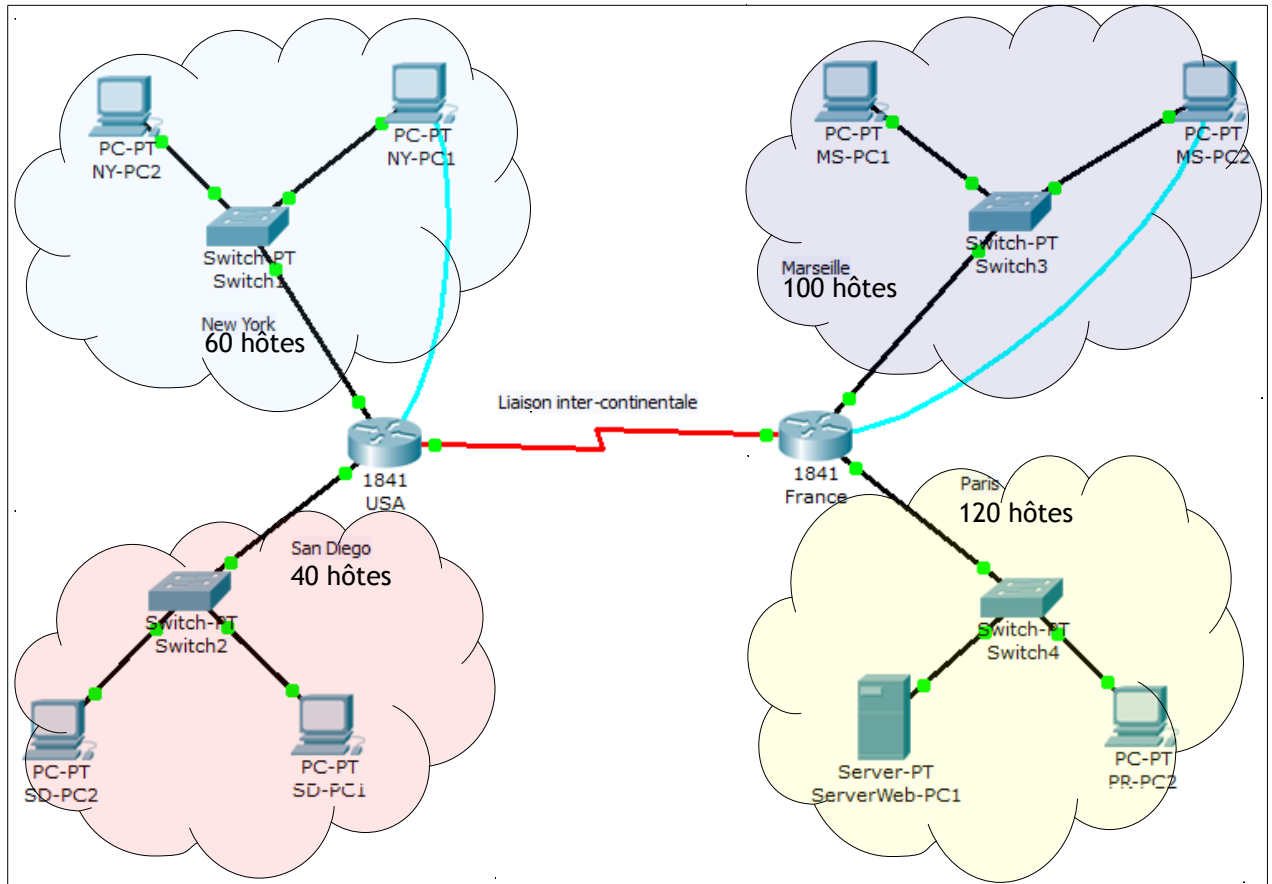 PC-PT
NY-PC2
PC-PT
NY-PC1
Switch-PT
Switch1
New York
60 hôtes
PC-PT
MS-PC1
PC-PT
MS-PC2
Switch-PT
Switch3
Marseille
100 hôtes
Liaison inter-continentale
1841
USA
1841
France
San Diego
40 hôtes
Switch-PT
Switch2
PC-PT
SD-PC2
PC-PT
SD-PC1
Paris
120 hôtes
Switch-PT
Switch4
Server-PT
ServerWeb-PC1
PC-PT
PR-PC2